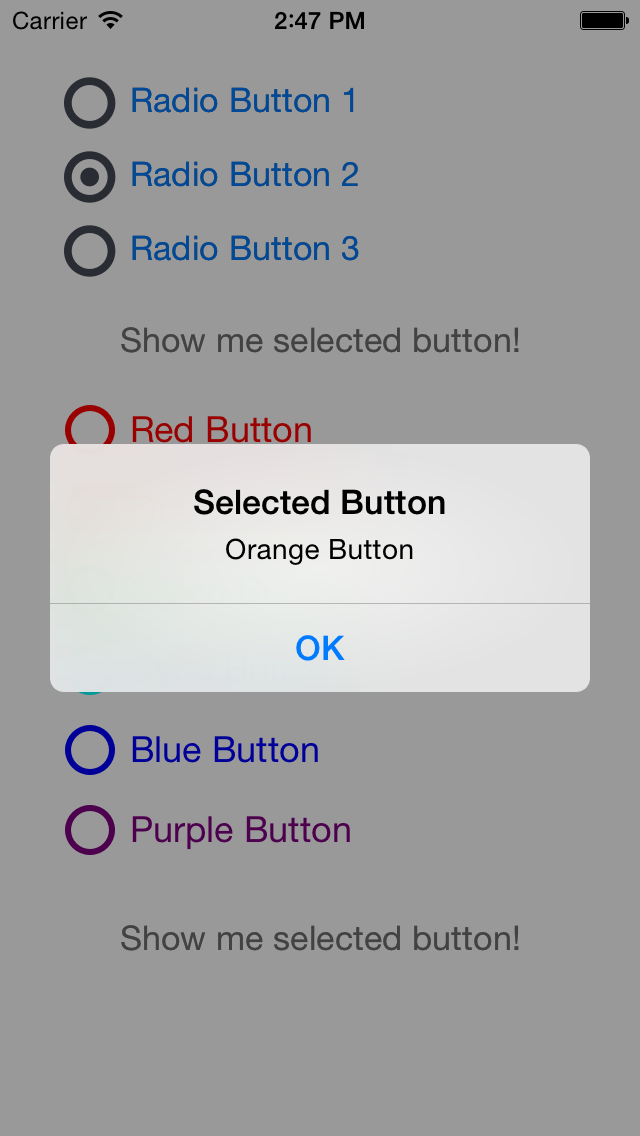 Carrier 2:47 PM
Radio Button 1
Radio Button 2
Radio Button 3
Show me selected button!
Red Button
Selected Button
Orange Button
OK
Blue Button
Purple Button
Show me selected button!